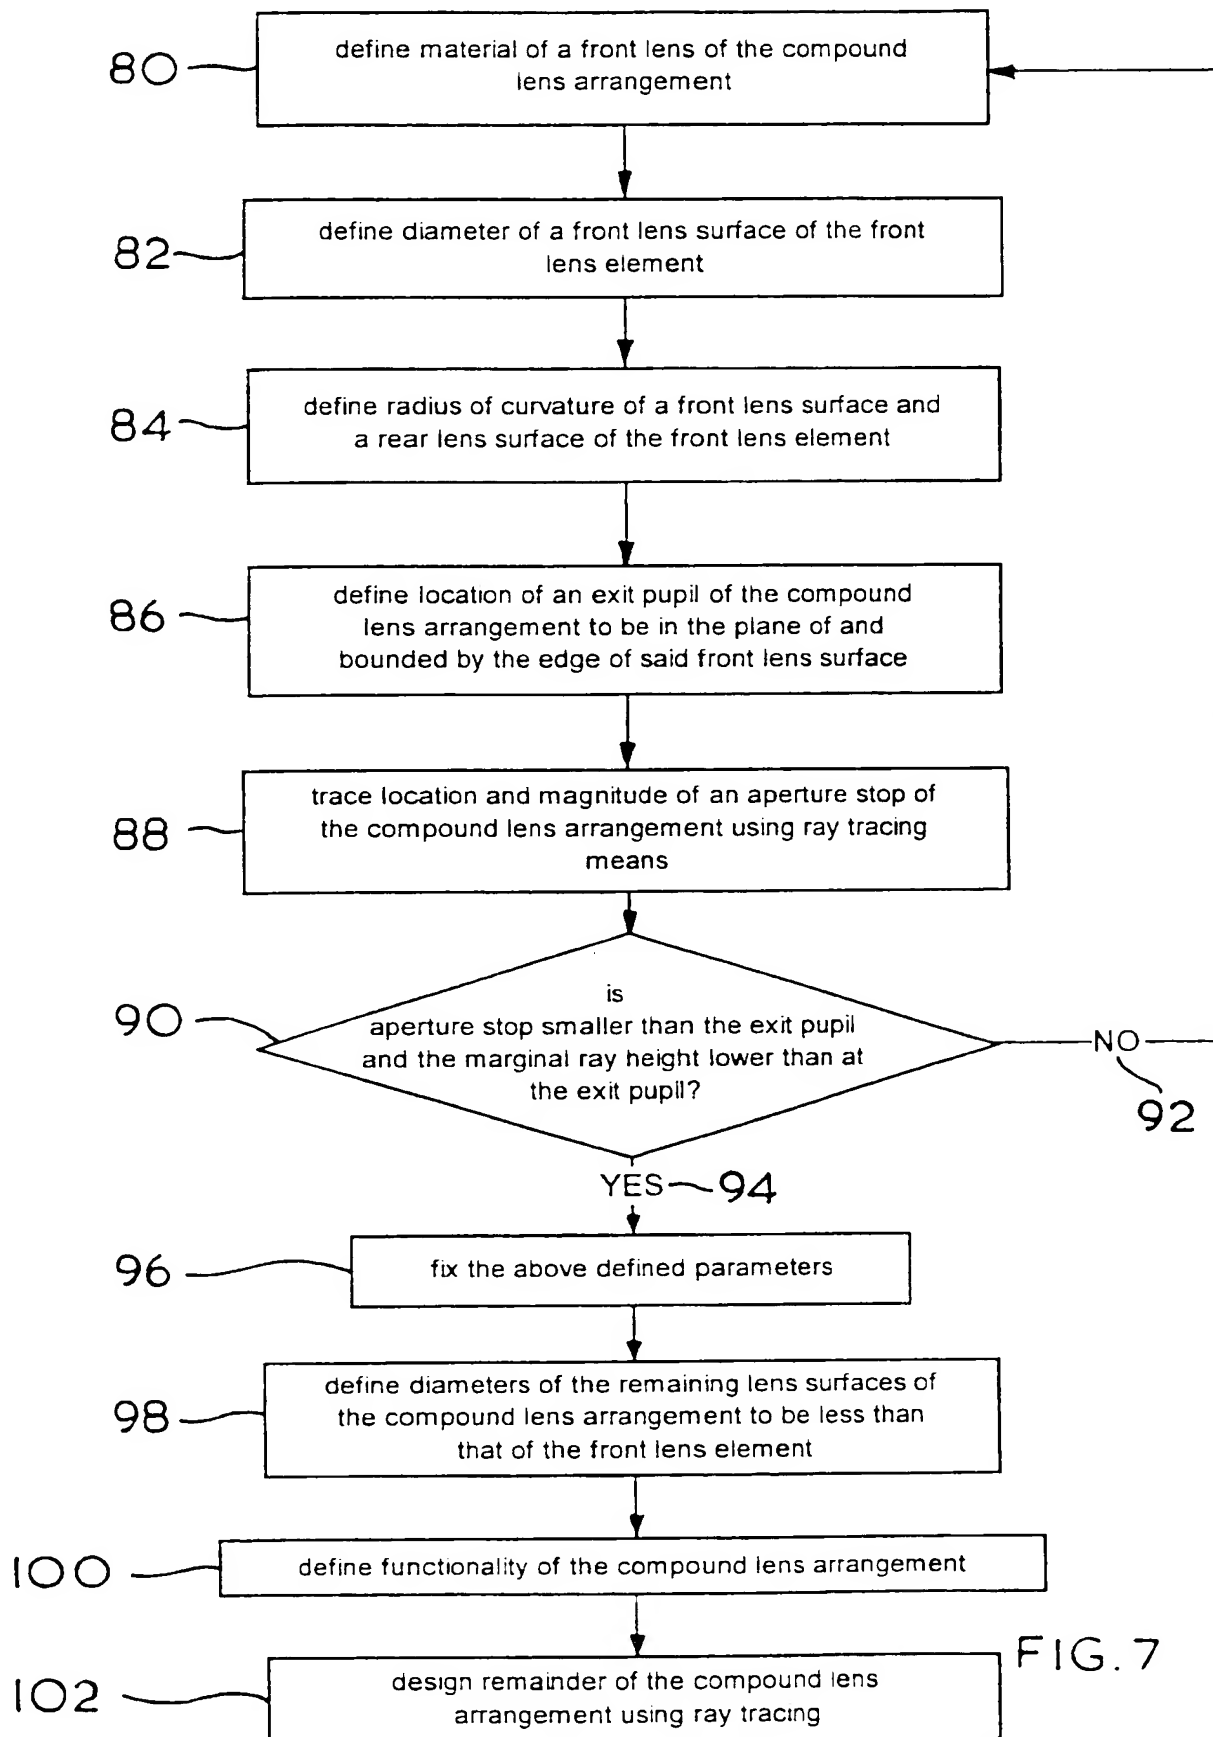 80
define material of a front lens of the compound
lens arrangement
82
define diameter of a front lens surface of the front
lens element
84
define radius of curvature of a front lens surface and
a rear lens surface of the front lens element
86
define location of an exit pupil of the compound
lens arrangement to be in the plane of and
bounded by the edge of said front lens surface
88
trace location and magnitude of an aperture stop of
the compound lens arrangement using ray tracing
means
90
is
aperture stop smaller than the exit pupil
and the marginal ray height lower than at
the exit pupil?
NO
92
YES
94
96
fix the above defined parameters
98
define diameters of the remaining lens surfaces of
the compound lens arrangement to be less than
that of the front lens element
100
define functionality of the compound lens arrangement
102
design remainder of the compound lens
arrangement using ray tracing
FIG. 7